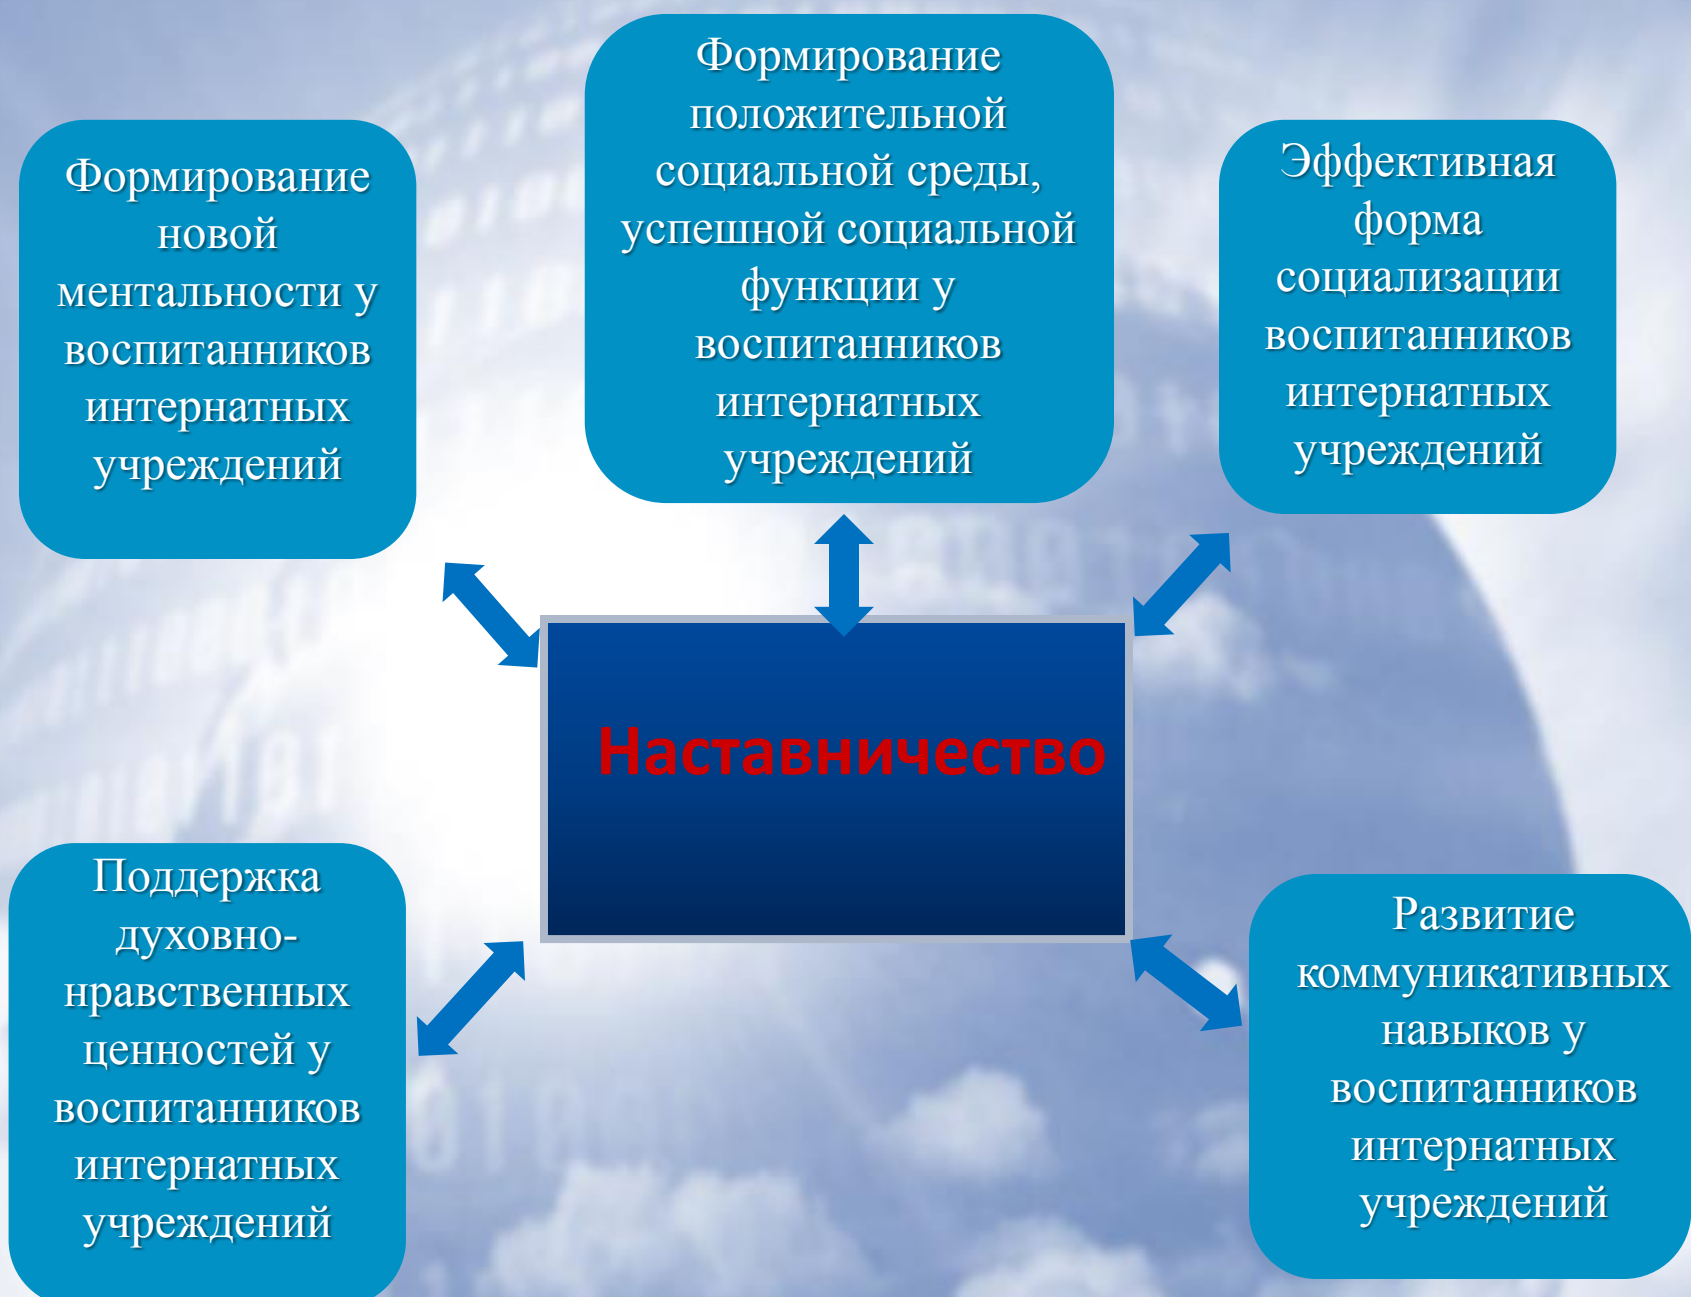 Формирование
новой
ментальности у
воспитанников
интернатных
учреждений
Формирование
положительной
социальной среды,
успешной социальной
функции у
воспитанников
интернатных
учреждений
Эффективная
форма
социализации
воспитанников
интернатных
учреждений
Наставничество
Поддержка
духовно-
нравственных
ценностей у
воспитанников
интернатных
учреждений
Развитие
коммуникативных
навыков у
воспитанников
интернатных
учреждений